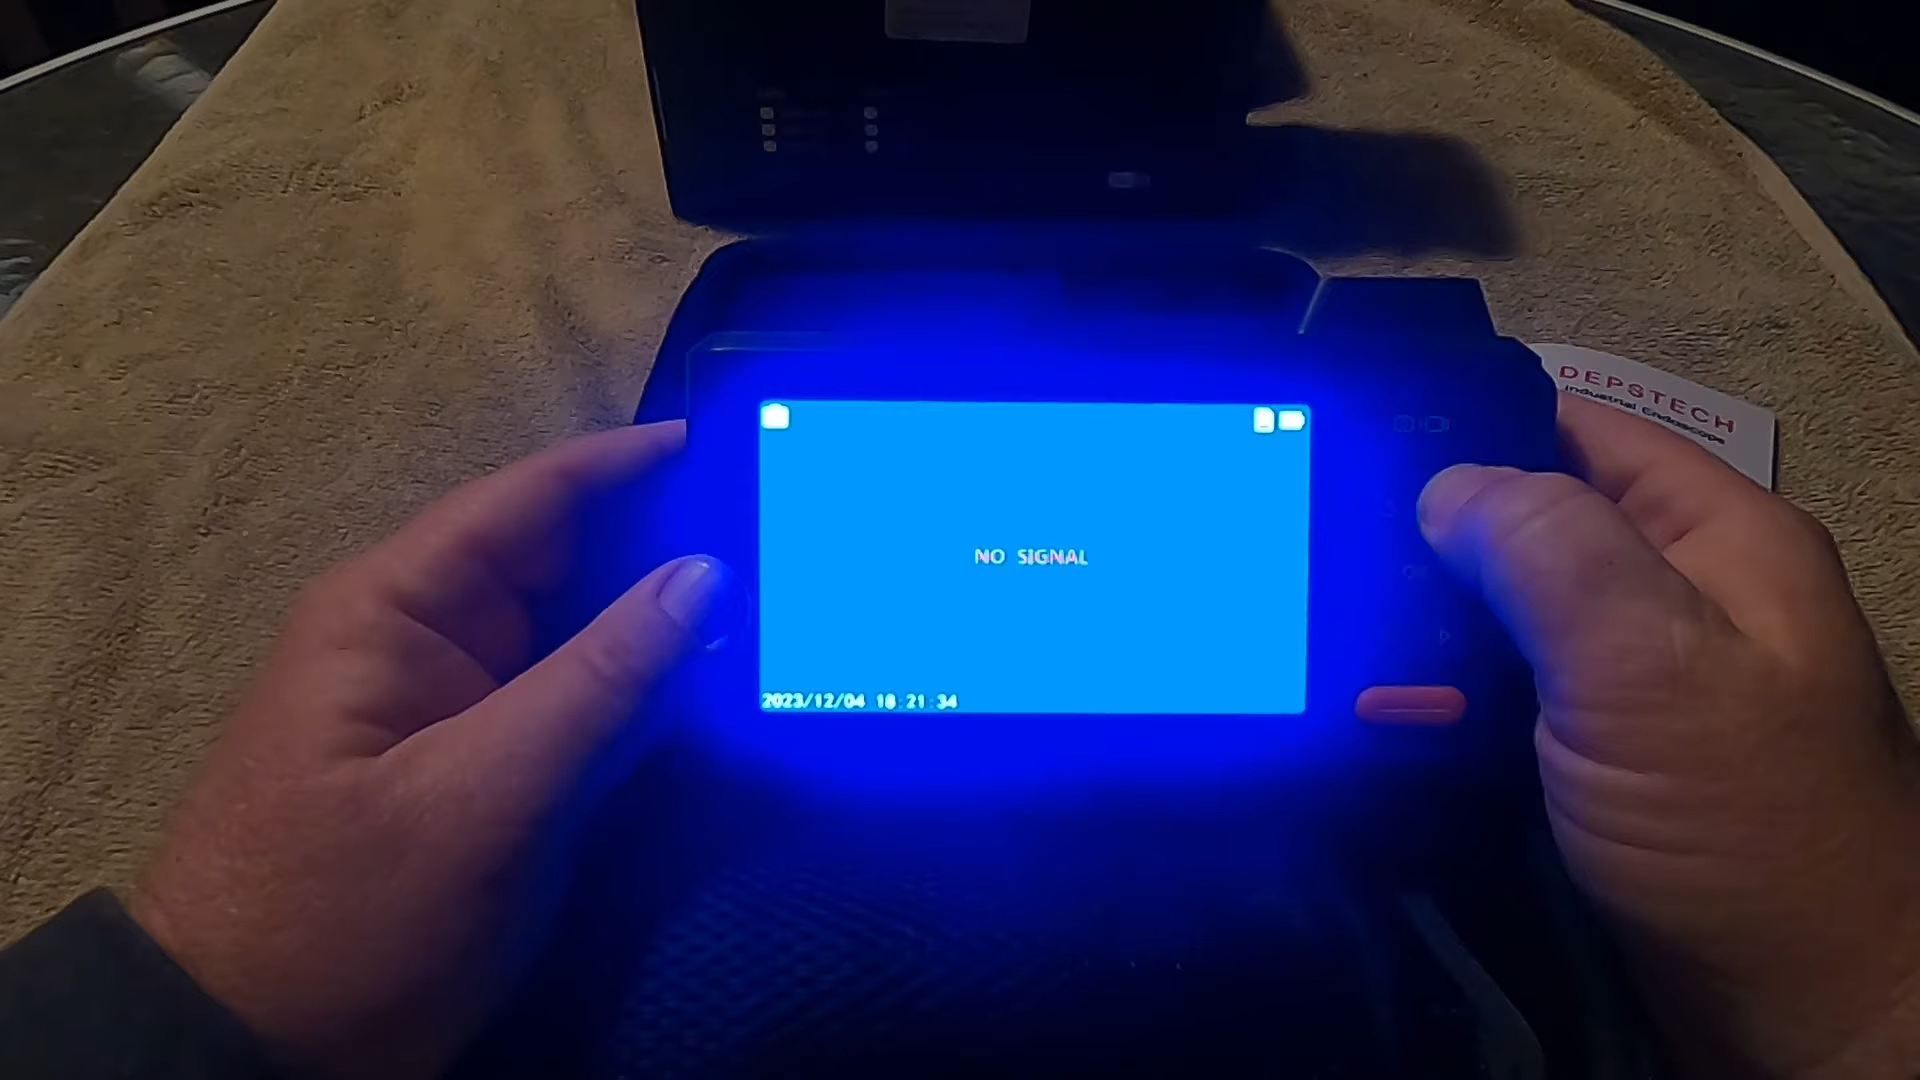 DEPSTECH
Industrial Endoscope
NO SIGNAL
2023/12/04 18:21:34